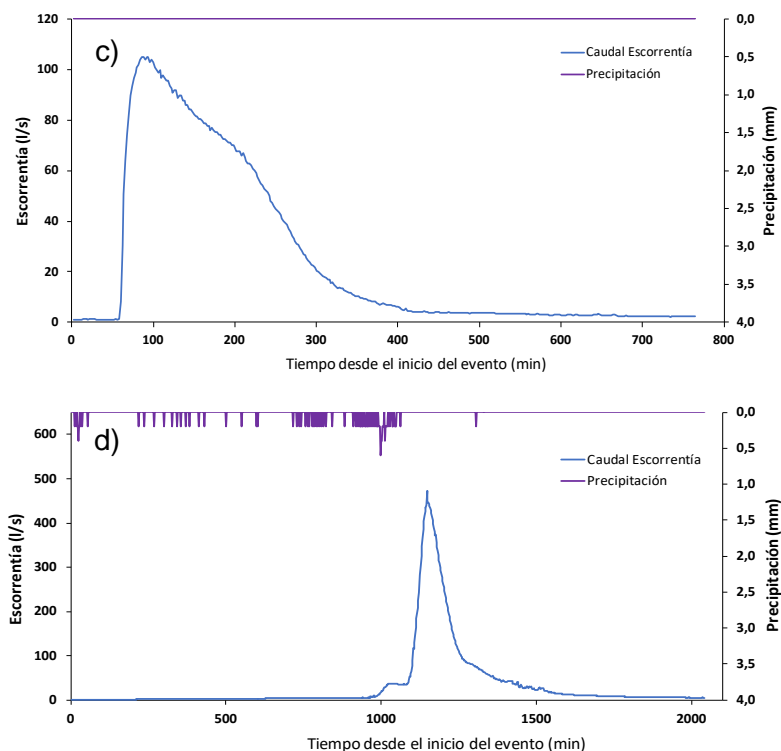 c)
Escorrentía (l/s)
120
100
80
60
40
20
0
Caudal Escorrentía
Precipitación
0,0
0,5
1,0
1,5
2,0
2,5
3,0
3,5
4,0
Precipitación (mm)
0 100 200 300 400 500 600 700 800
Tiempo desde el inicio del evento (min)
d)
Escorrentía (l/s)
600
500
400
300
200
100
0
Caudal Escorrentía
Precipitación
0,0
0,5
1,0
1,5
2,0
2,5
3,0
3,5
4,0
Precipitación (mm)
0 500 1000 1500 2000
Tiempo desde el inicio del evento (min)